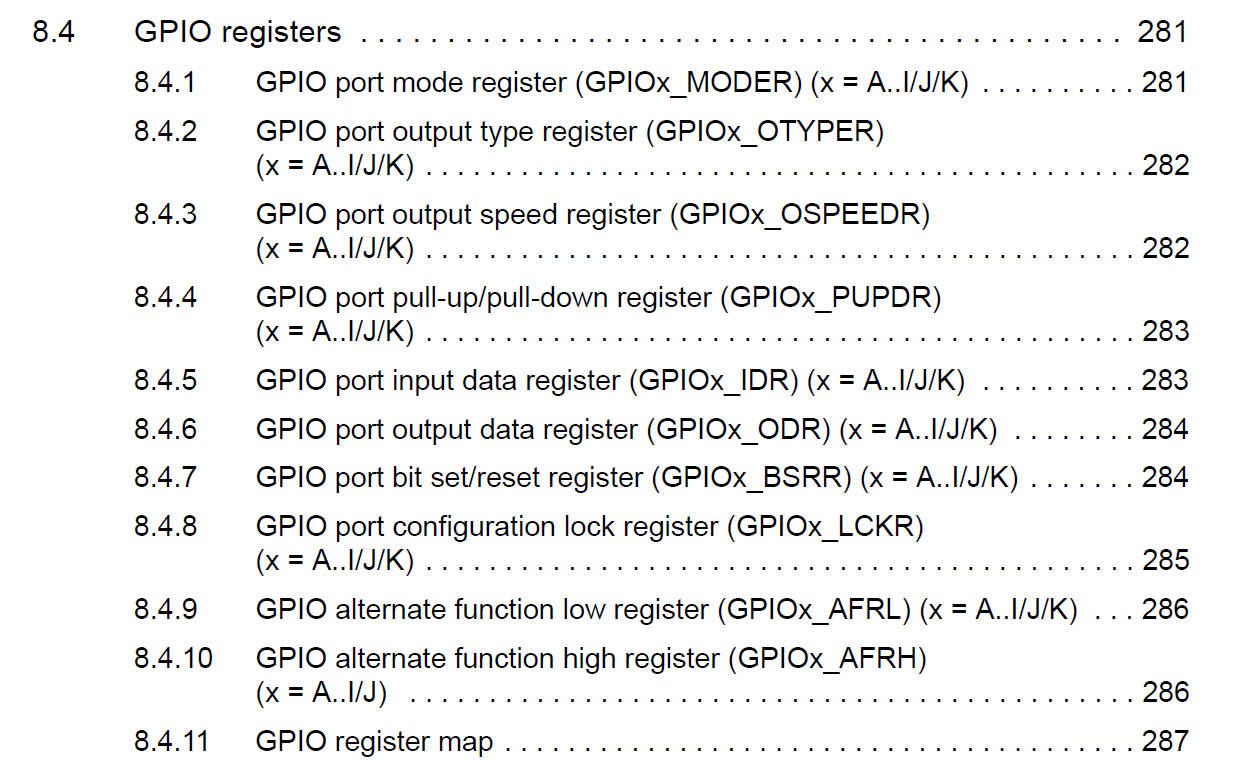 8.4 GPIO registers . . . . . . . . . . . . . . . . . . . . . . . . . . . . . . . . . . . . . . . . . . . . 281
8.4.1 GPIO port mode register (GPIOx_MODER) (x = A..I/J/K) . . . . . . . . . . 281
8.4.2 GPIO port output type register (GPIOx_OTYPER)
(x = A..I/J/K) . . . . . . . . . . . . . . . . . . . . . . . . . . . . . . . . . . . . . . . . . . . . . 282
8.4.3 GPIO port output speed register (GPIOx_OSPEEDR)
(x = A..I/J/K) . . . . . . . . . . . . . . . . . . . . . . . . . . . . . . . . . . . . . . . . . . . . . 282
8.4.4 GPIO port pull-up/pull-down register (GPIOx_PUPDR)
(x = A..I/J/K) . . . . . . . . . . . . . . . . . . . . . . . . . . . . . . . . . . . . . . . . . . . . . 283
8.4.5 GPIO port input data register (GPIOx_IDR) (x = A..I/J/K) . . . . . . . . . . 283
8.4.6 GPIO port output data register (GPIOx_ODR) (x = A..I/J/K) . . . . . . . . 284
8.4.7 GPIO port bit set/reset register (GPIOx_BSRR) (x = A..I/J/K) . . . . . . . 284
8.4.8 GPIO port configuration lock register (GPIOx_LCKR)
(x = A..I/J/K) . . . . . . . . . . . . . . . . . . . . . . . . . . . . . . . . . . . . . . . . . . . . . 285
8.4.9 GPIO alternate function low register (GPIOx_AFRL) (x = A..I/J/K) . . . 286
8.4.10 GPIO alternate function high register (GPIOx_AFRH)
(x = A..I/J) . . . . . . . . . . . . . . . . . . . . . . . . . . . . . . . . . . . . . . . . . . . . . . 286
8.4.11 GPIO register map . . . . . . . . . . . . . . . . . . . . . . . . . . . . . . . . . . . . . . . . 287